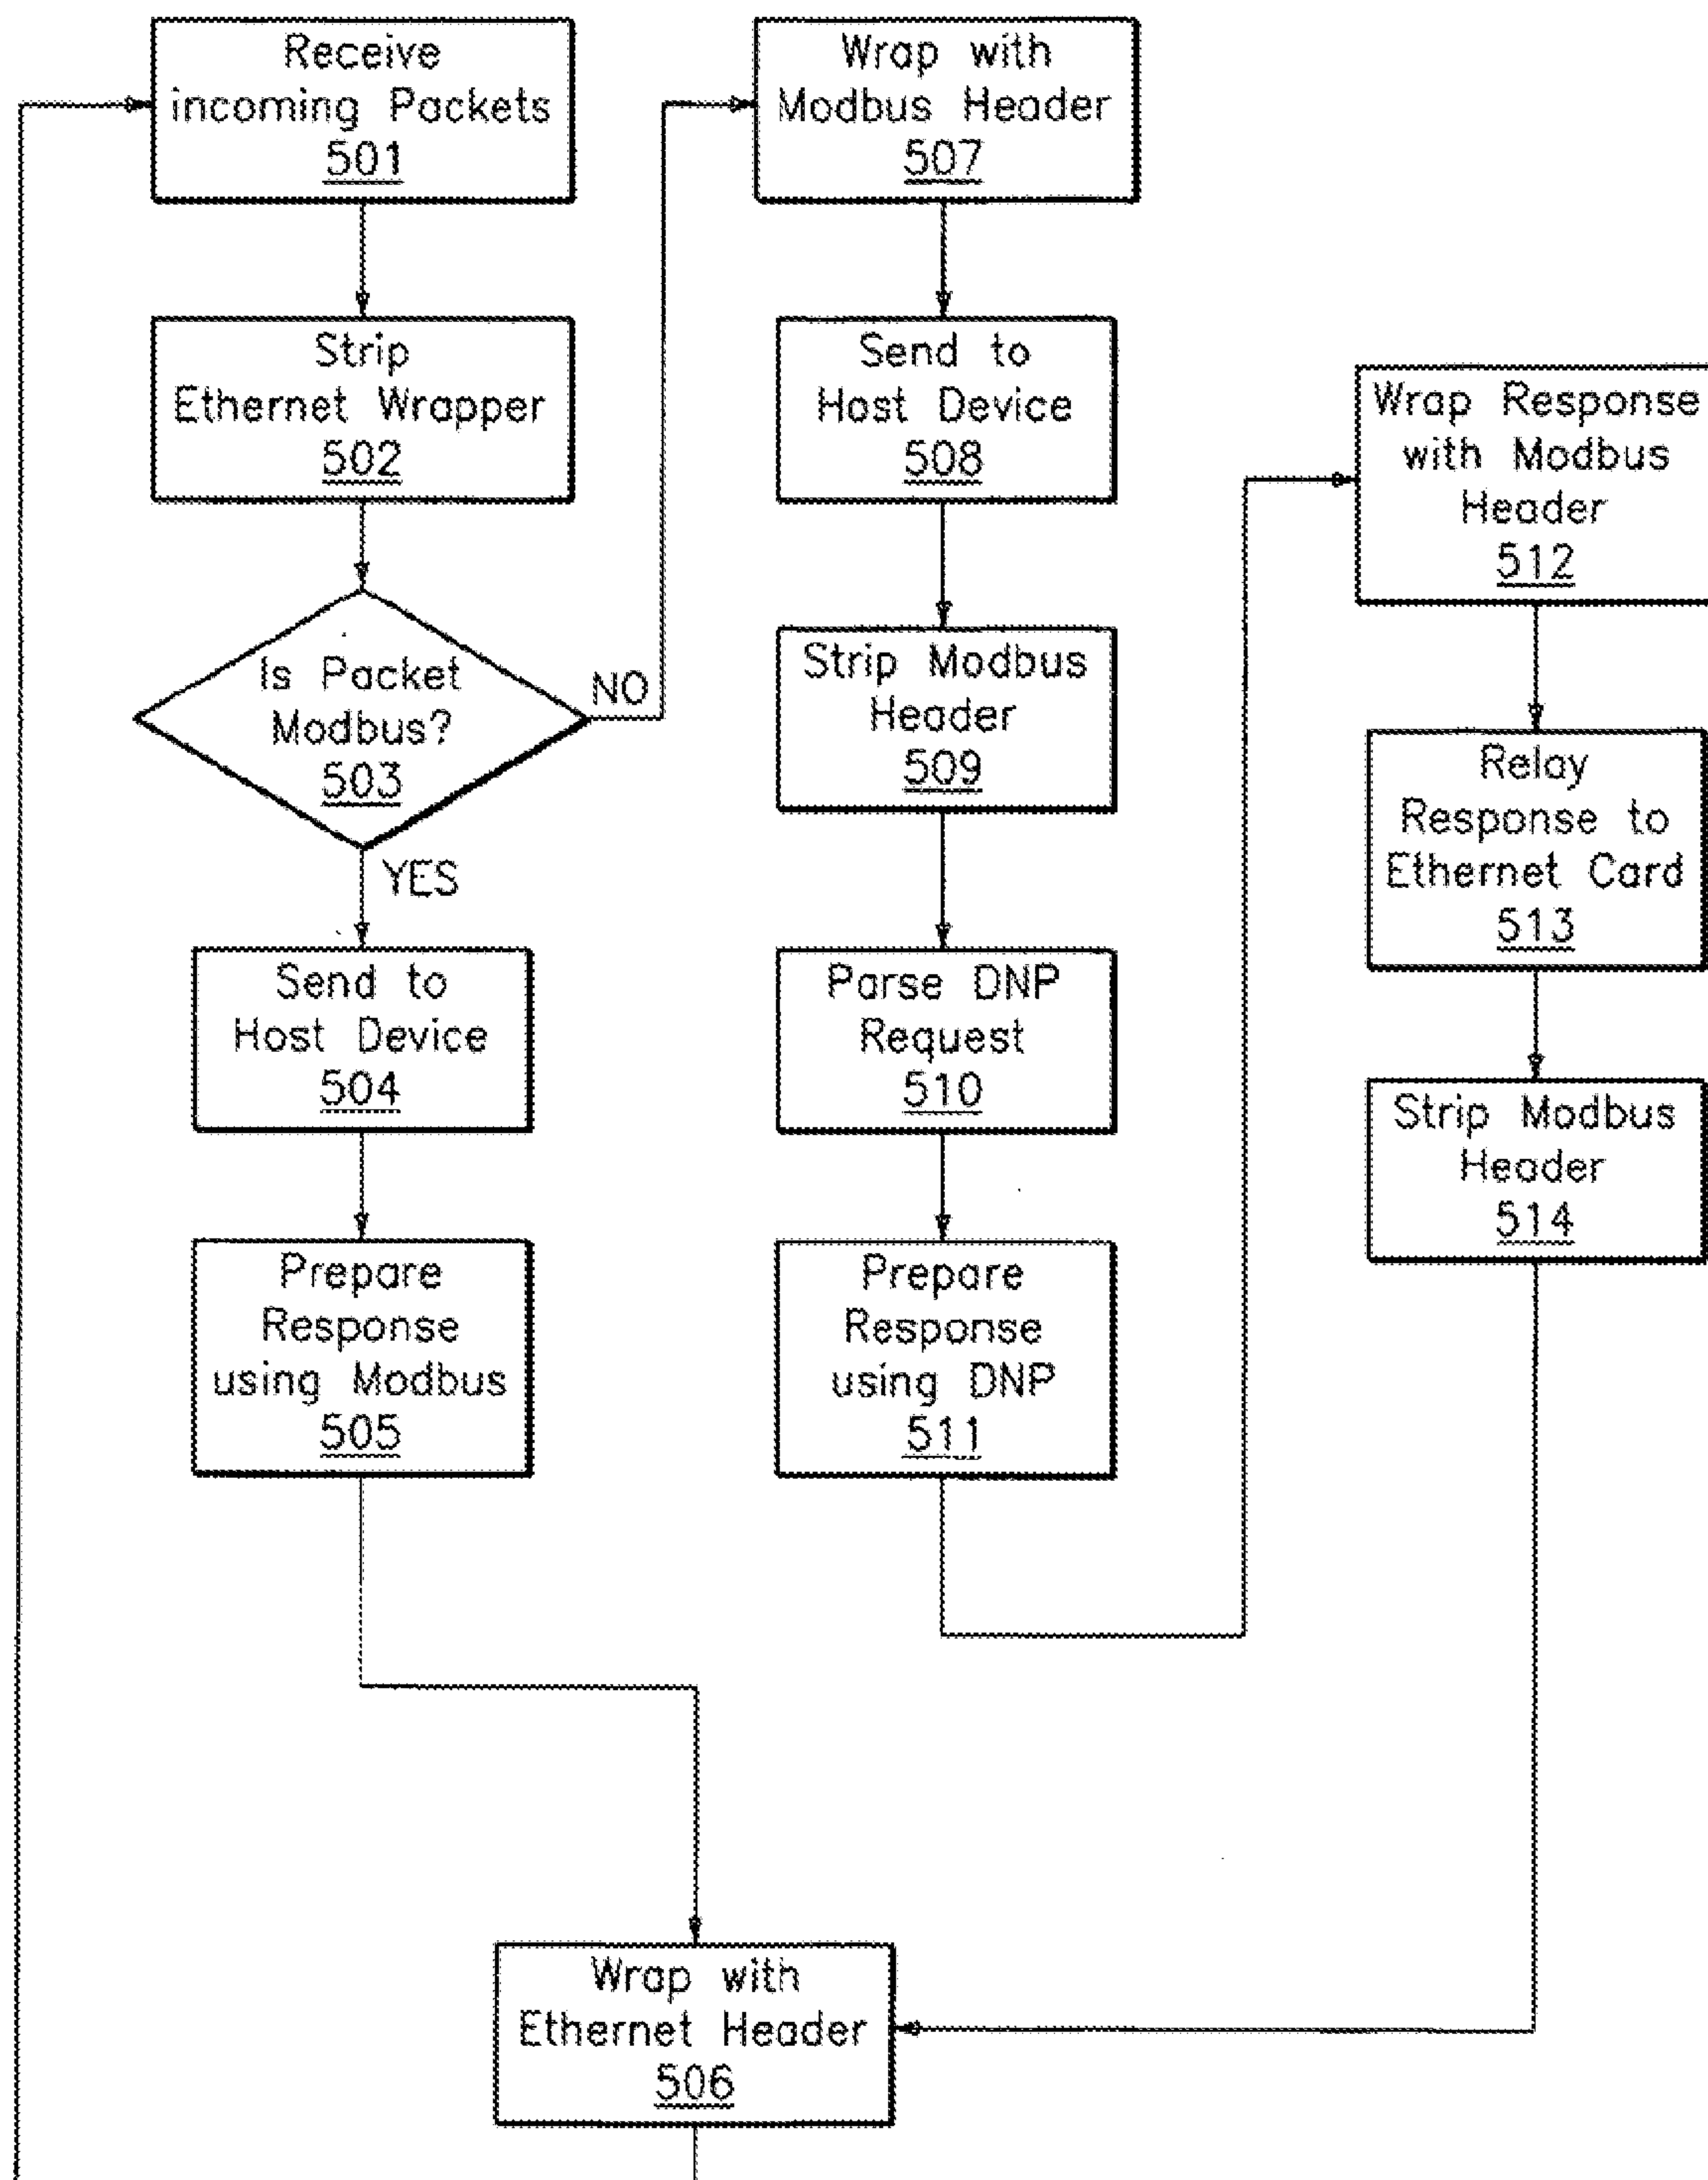 Receive
incoming Packets
501
Strip
Ethernet Wrapper
502
Is Packet
Modbus?
503
NO
YES
Send to
Host Device
504
Prepare
Response
using Modbus
505
Wrap with
Modbus Header
507
Send to
Host Device
508
Strip Modbus
Header
509
Parse DNP
Request
510
Prepare
Response
using DNP
511
Wrap Response
with Modbus
Header
512
Relay
Response to
Ethernet Card
513
Strip Modbus
Header
514
Wrap with
Ethernet Header
506